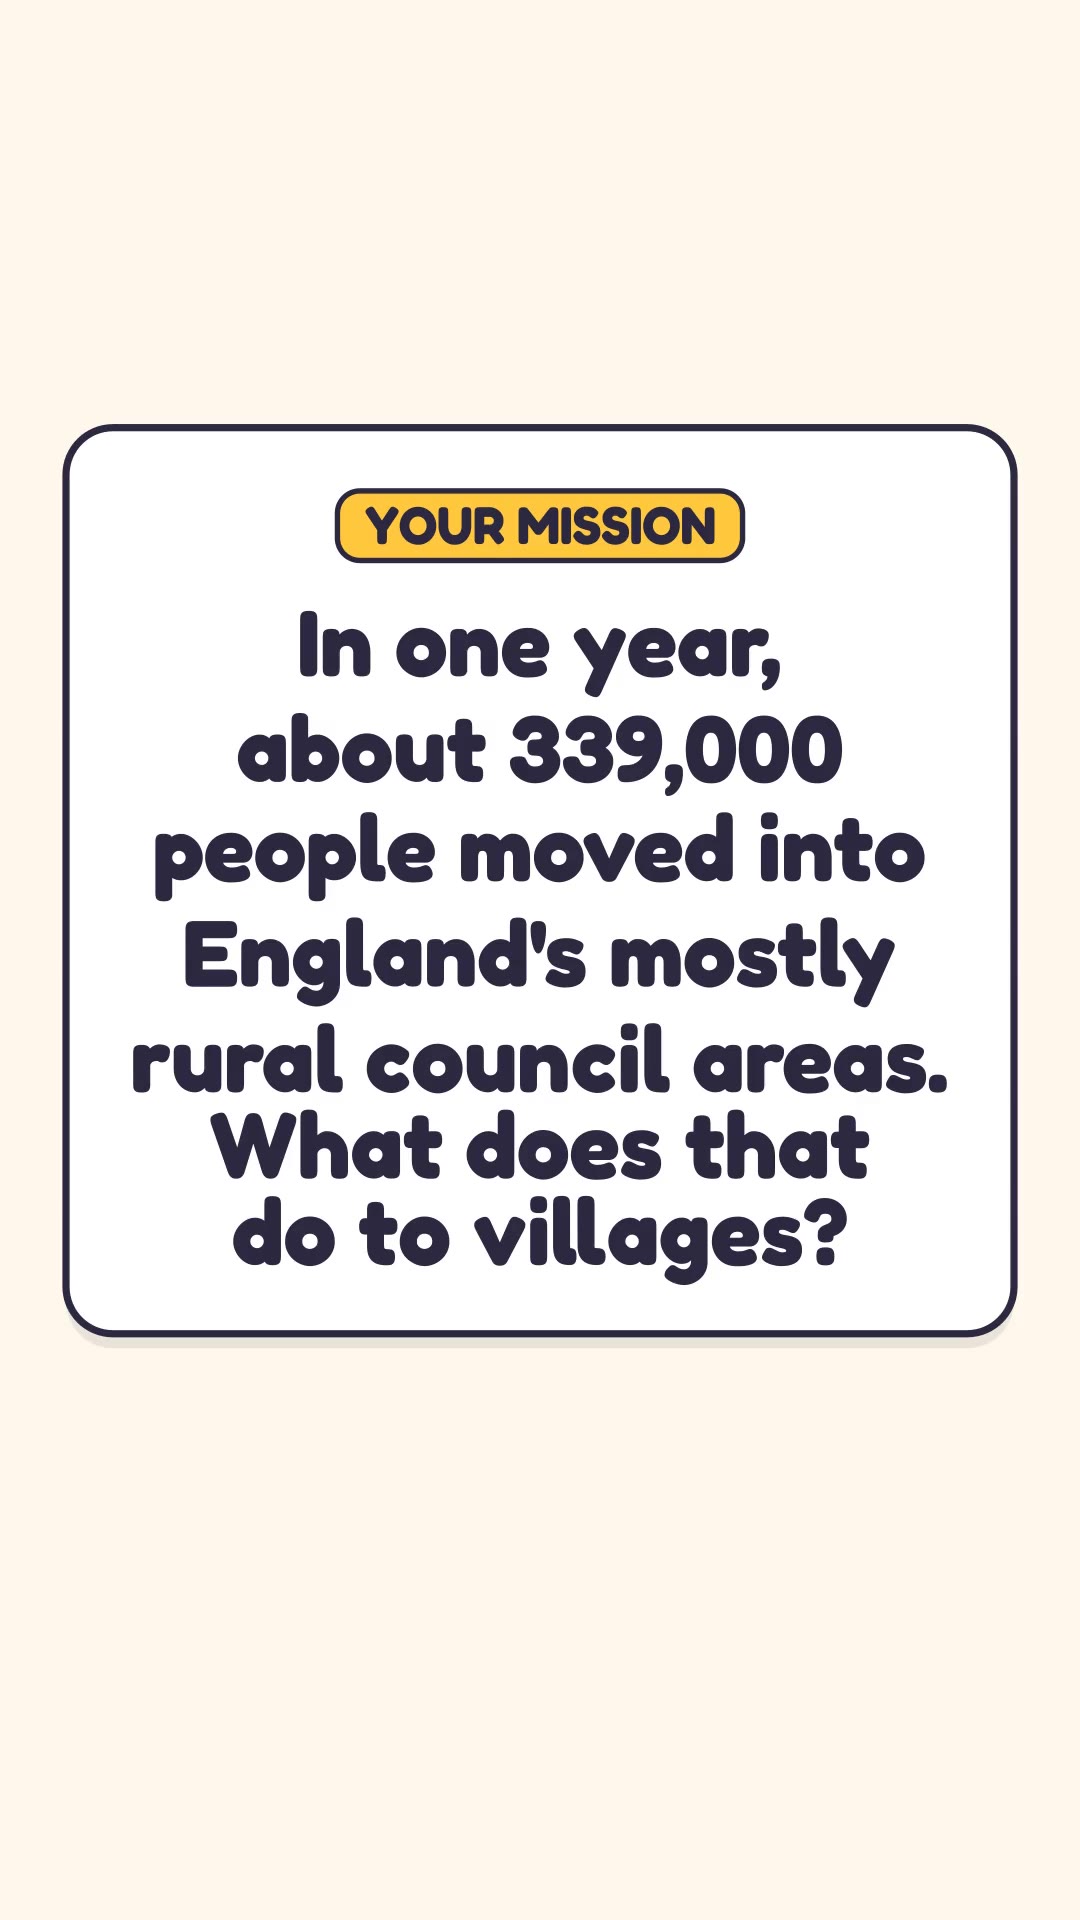 YOUR MISSION
In one year,
about 339,000
people moved into
England's mostly
rural council areas.
What does that
do to villages?